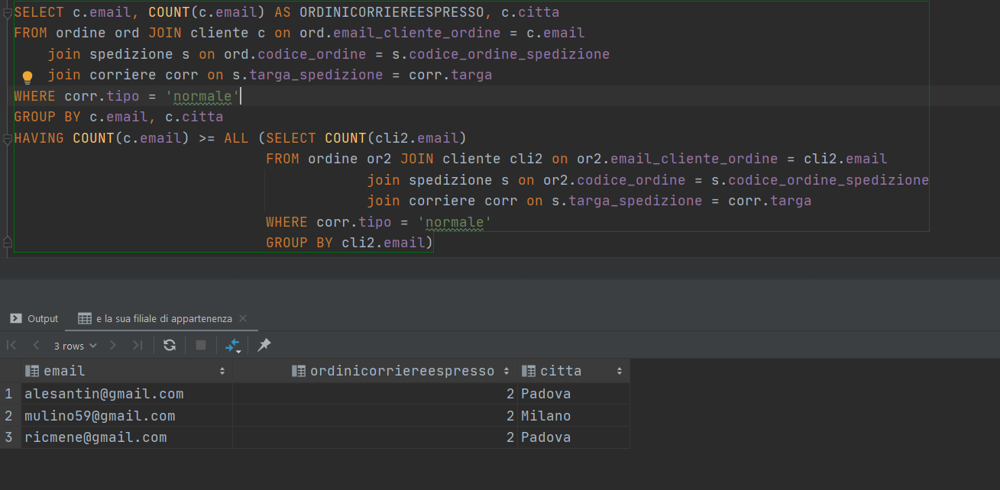 SELECT c.email, COUNT(c.email) AS ORDINICORRIEREESPRESSO, c.citta
FROM ordine ord JOIN cliente c on ord.email_cliente_ordine = c.email
join spedizione s on ord.codice_ordine = s.codice_ordine_spedizione
join corriere corr on s.targa_spedizione = corr.targa
WHERE corr.tipo = 'normale'
GROUP BY c.email, c.citta
HAVING COUNT(c.email) >= ALL (SELECT COUNT(cli2.email)
FROM ordine or2 JOIN cliente cli2 on or2.email_cliente_ordine = cli2.email
join spedizione s on or2.codice_ordine = s.codice_ordine_spedizione
join corriere corr on s.targa_spedizione = corr.targa
WHERE corr.tipo = 'normale'
GROUP BY cli2.email)
Output e la sua filiale di appartenenza
3 rows
email ordinicorriereespresso citta
1 alesantin@gmail.com 2 Padova
2 mulino59@gmail.com 2 Milano
3 ricmene@gmail.com 2 Padova